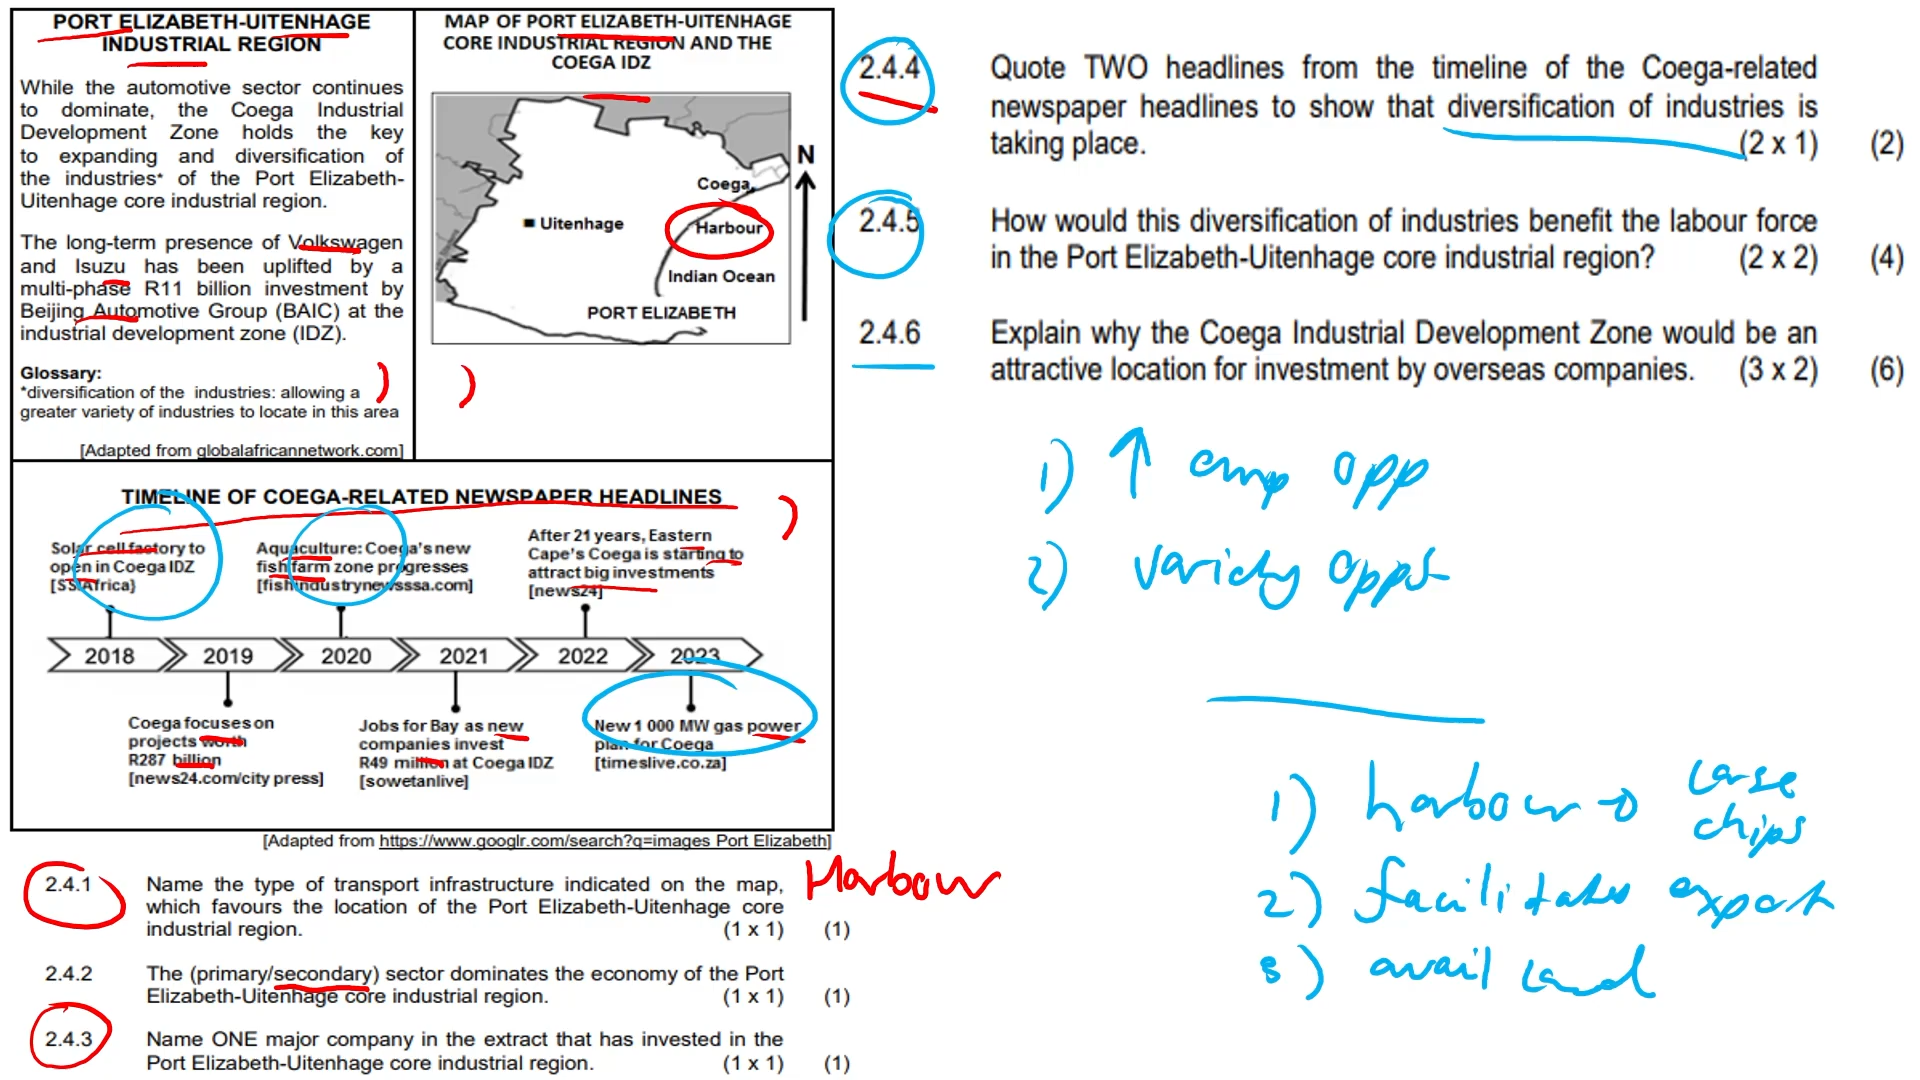 PORT ELIZABETH-UITENHAGE
INDUSTRIAL REGION
While the automotive sector continues
to dominate, the Coega Industrial
Development Zone holds the key
to expanding and diversification of
the industries* of the Port Elizabeth-
Uitenhage core industrial region.
The long-term presence of Volkswagen
and Isuzu has been uplifted by a
multi-phase R11 billion investment by
Beijing Automotive Group (BAIC) at the
industrial development zone (IDZ).
Glossary:
*diversification of the industries: allowing a
greater variety of industries to locate in this area
[Adapted from globalafricannetwork.com]
MAP OF PORT ELIZABETH-UITENHAGE
CORE INDUSTRIAL REGION AND THE
COEGA IDZ
N
Coega
Uitenhage
Harbour
Indian Ocean
PORT ELIZABETH
TIMELINE OF COEGA-RELATED NEWSPAPER HEADLINES
Solar cell factory to
open in Coega IDZ
[SSIAfrica}
Aquaculture: Coega's new
fish farm zone progresses
[fishindustrynewsssa.com]
After 21 years, Eastern
Cape's Coega is starting to
attract big investments
[news24]
2018 2019 2020 2021 2022 2023
Coega focuses on
projects worth
R287 billion
[news24.com/city press]
Jobs for Bay as new
companies invest
R49 million at Coega IDZ
[sowetanlive]
New 1 000 MW gas power
plan for Coega
[timeslive.co.za]
[Adapted from https://www.googlr.com/search?q=images Port Elizabeth]
2.4.1 Name the type of transport infrastructure indicated on the map,
which favours the location of the Port Elizabeth-Uitenhage core
industrial region. (1 x 1) (1)
Harbour
2.4.2 The (primary/secondary) sector dominates the economy of the Port
Elizabeth-Uitenhage core industrial region. (1 x 1) (1)
2.4.3 Name ONE major company in the extract that has invested in the
Port Elizabeth-Uitenhage core industrial region. (1 x 1) (1)
2.4.4 Quote TWO headlines from the timeline of the Coega-related
newspaper headlines to show that diversification of industries is
taking place. (2 x 1) (2)
2.4.5 How would this diversification of industries benefit the labour force
in the Port Elizabeth-Uitenhage core industrial region? (2 x 2) (4)
2.4.6 Explain why the Coega Industrial Development Zone would be an
attractive location for investment by overseas companies. (3 x 2) (6)
1) ↑ emp opp
2) variety opps
1) harbour → large
ships
2) facilitates export
3) avail land